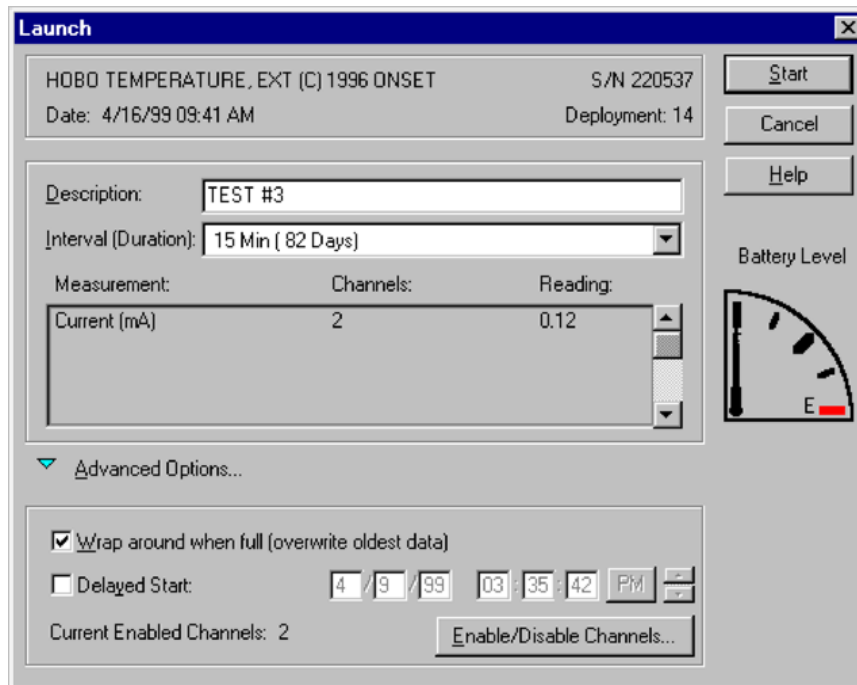 Launch
HOBO TEMPERATURE, EXT (C) 1996 ONSET S/N 220537
Date: 4/16/99 09:41 AM Deployment: 14
Start
Cancel
Help
Description: TEST #3
Interval (Duration): 15 Min ( 82 Days)
Measurement: Channels: Reading:
Current (mA) 2 0.12
Battery Level
E
Advanced Options...
Wrap around when full (overwrite oldest data)
Delayed Start: 4 / 9 / 99 03 : 35 : 42 PM
Current Enabled Channels: 2 Enable/Disable Channels...